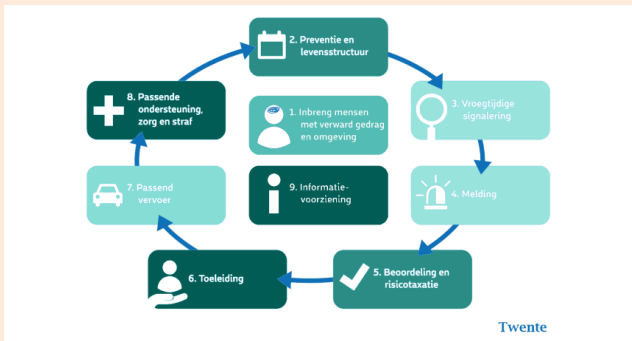 2. Preventie en
levensstructuur
8. Passende
ondersteuning,
zorg en straf
1. Inbreng mensen
met verward gedrag
en omgeving
3. Vroegtijdige
signalering
7. Passend
vervoer
9. Informatie-
voorziening
4. Melding
6. Toeleiding
5. Beoordeling en
risicotaxatie
Twente